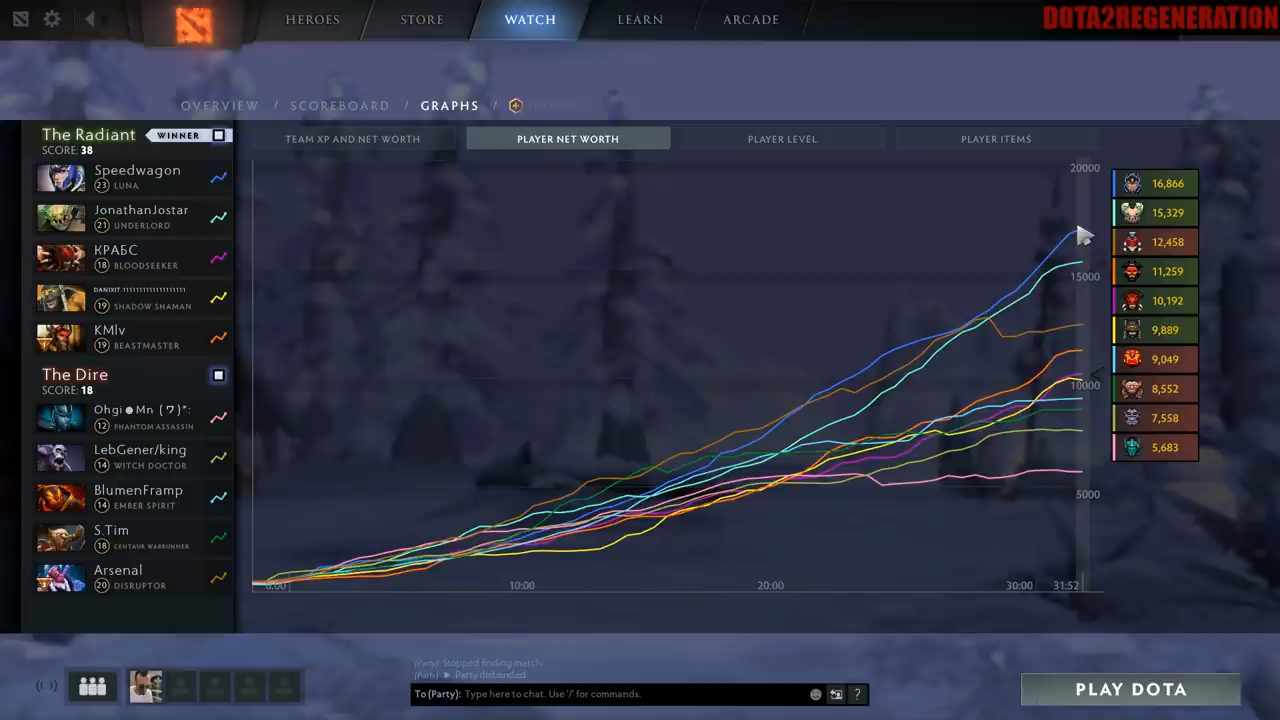 HEROES
STORE
WATCH
LEARN
ARCADE
DOTA2REGENERATION
OVERVIEW / SCOREBOARD / GRAPHS /
The Radiant WINNER
SCORE: 38
Speedwagon
23 LUNA
JonathanJostar
21 UNDERLORD
КРАБС
18 BLOODSEEKER
19 SHADOW SHAMAN
KMlv
19 BEASTMASTER
The Dire
SCORE: 18
12 PHANTOM ASSASSIN
LebGener/king
14 WITCH DOCTOR
BlumenFramp
14 EMBER SPIRIT
S.Tim
18 CENTAUR WARRUNNER
Arsenal
20 DISRUPTOR
TEAM XP AND NET WORTH
PLAYER NET WORTH
PLAYER LEVEL
PLAYER ITEMS
20000
15000
10000
5000
0:00
10:00
20:00
30:00
31:52
16,866
15,329
12,458
11,259
10,192
9,889
9,049
8,552
7,558
5,683
[Party]: Stopped finding match
[Party]: ► Party disbanded.
To (Party): Type here to chat. Use '/' for commands.
?
PLAY DOTA